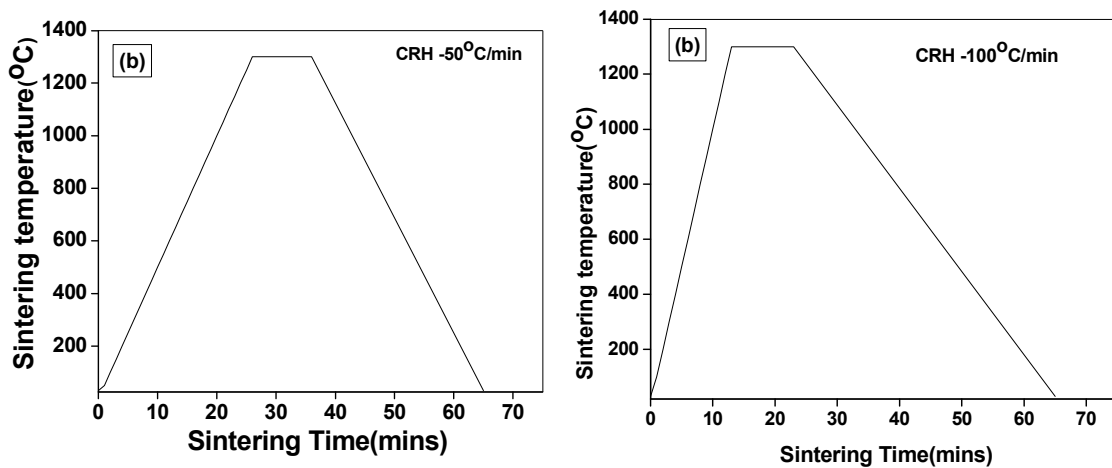 1400
1200
1000
800
600
400
200
0 10 20 30 40 50 60 70
Sintering temperature(°C)
(b)
CRH -50°C/min
Sintering Time(mins)
1400
1200
1000
800
600
400
200
0 10 20 30 40 50 60 70
Sintering temperature(°C)
(b)
CRH -100°C/min
Sintering Time(mins)